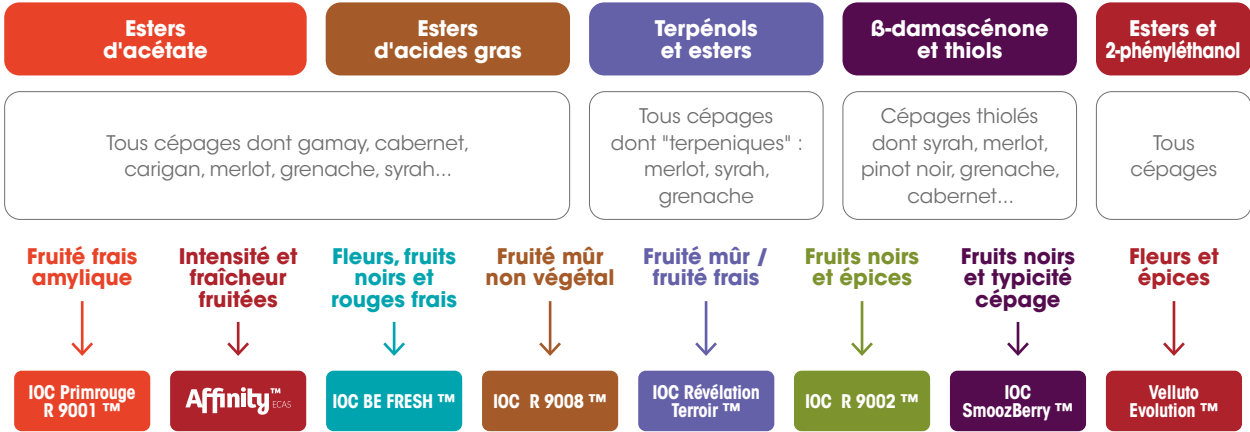 Esters
d'acétate
Esters
d'acides gras
Terpénols
et esters
ß-damascénone
et thiols
Esters et
2-phényléthanol
Tous cépages dont gamay, cabernet,
carigan, merlot, grenache, syrah...
Tous cépages
dont "terpeniques" :
merlot, syrah,
grenache
Cépages thiolés
dont syrah, merlot,
pinot noir, grenache,
cabernet...
Tous
cépages
Fruité frais
amylique
Intensité et
fraîcheur
fruitées
Fleurs, fruits
noirs et
rouges frais
Fruité mûr
non végétal
Fruité mûr /
fruité frais
Fruits noirs
et épices
Fruits noirs
et typicité
cépage
Fleurs et
épices
IOC Primrouge
R 9001 ™
Affinity™ ECAS
IOC BE FRESH ™
IOC R 9008 ™
IOC Révélation
Terroir ™
IOC R 9002 ™
IOC
SmoozBerry ™
Velluto
Evolution ™